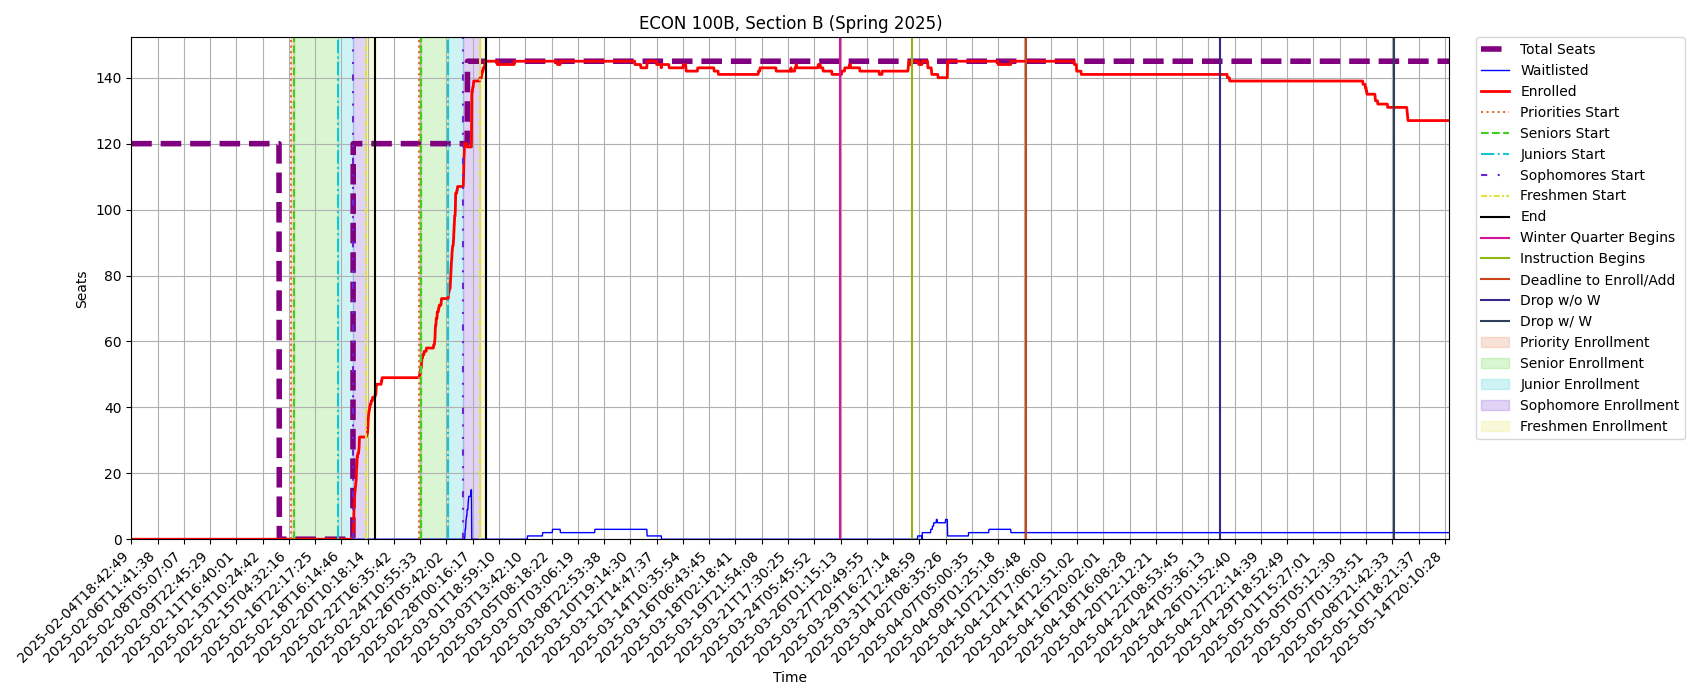 ECON 100B, Section B (Spring 2025)
Seats
140
120
100
80
60
40
20
0
2025-02-04T18:42:49
2025-02-06T11:41:38
2025-02-08T05:07:07
2025-02-09T22:45:29
2025-02-11T16:40:01
2025-02-13T10:24:42
2025-02-15T04:32:16
2025-02-16T22:17:25
2025-02-18T16:14:46
2025-02-20T10:18:14
2025-02-22T16:35:42
2025-02-24T10:55:33
2025-02-26T05:42:02
2025-02-28T00:16:17
2025-03-01T18:59:10
2025-03-03T13:42:10
2025-03-05T08:18:22
2025-03-07T03:06:19
2025-03-08T22:53:38
2025-03-10T19:14:30
2025-03-12T14:47:37
2025-03-14T10:35:54
2025-03-16T06:43:45
2025-03-18T02:18:41
2025-03-19T21:54:08
2025-03-21T17:30:25
2025-03-24T05:45:52
2025-03-26T01:15:13
2025-03-27T20:49:55
2025-03-29T16:27:14
2025-03-31T12:48:59
2025-04-02T08:35:26
2025-04-07T05:00:35
2025-04-09T01:25:18
2025-04-10T21:05:48
2025-04-12T17:06:00
2025-04-14T12:51:02
2025-04-16T20:02:01
2025-04-18T16:08:28
2025-04-20T12:12:21
2025-04-22T08:53:45
2025-04-24T05:36:13
2025-04-26T01:52:40
2025-04-27T22:14:39
2025-04-29T18:52:49
2025-05-01T15:27:01
2025-05-05T05:12:30
2025-05-07T01:33:51
2025-05-08T21:42:33
2025-05-10T18:21:37
2025-05-14T20:10:28
Time
Total Seats
Waitlisted
Enrolled
Priorities Start
Seniors Start
Juniors Start
Sophomores Start
Freshmen Start
End
Winter Quarter Begins
Instruction Begins
Deadline to Enroll/Add
Drop w/o W
Drop w/ W
Priority Enrollment
Senior Enrollment
Junior Enrollment
Sophomore Enrollment
Freshmen Enrollment